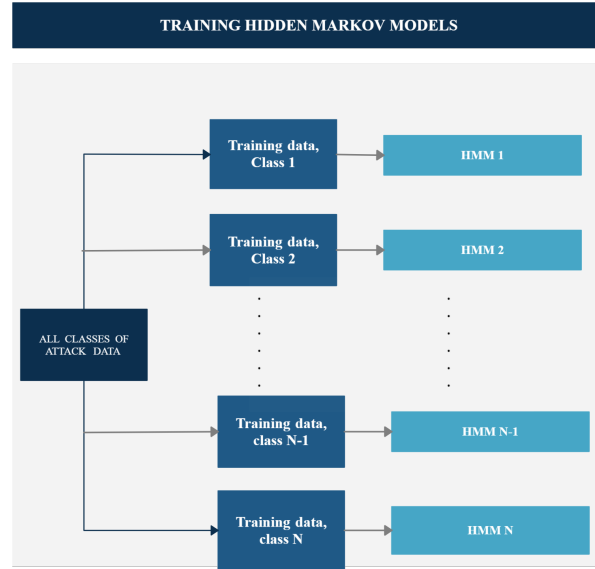 TRAINING HIDDEN MARKOV MODELS
Training data,
Class 1
HMM 1
Training data,
Class 2
HMM 2
ALL CLASSES OF
ATTACK DATA
Training data,
class N-1
HMM N-1
Training data,
class N
HMM N